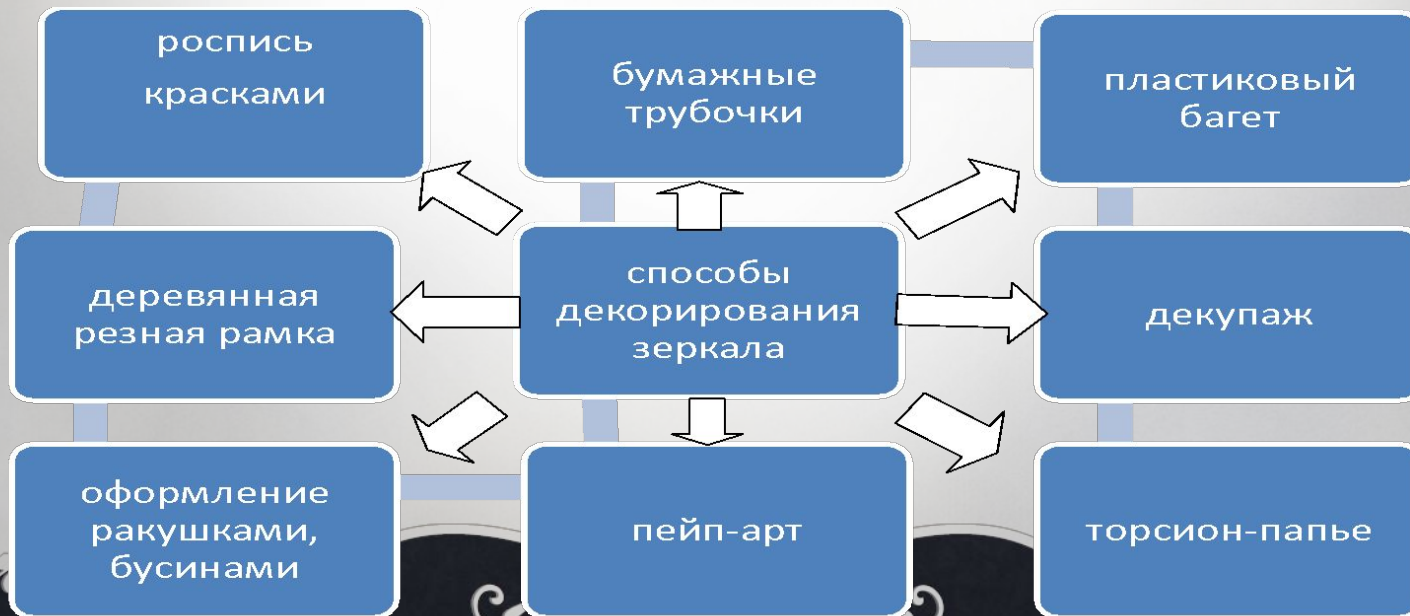 роспись
красками
бумажные
трубочки
пластиковый
багет
деревянная
резная рамка
способы
декорирования
зеркала
декупаж
оформление
ракушками,
бусинами
пейп-арт
торсион-папье